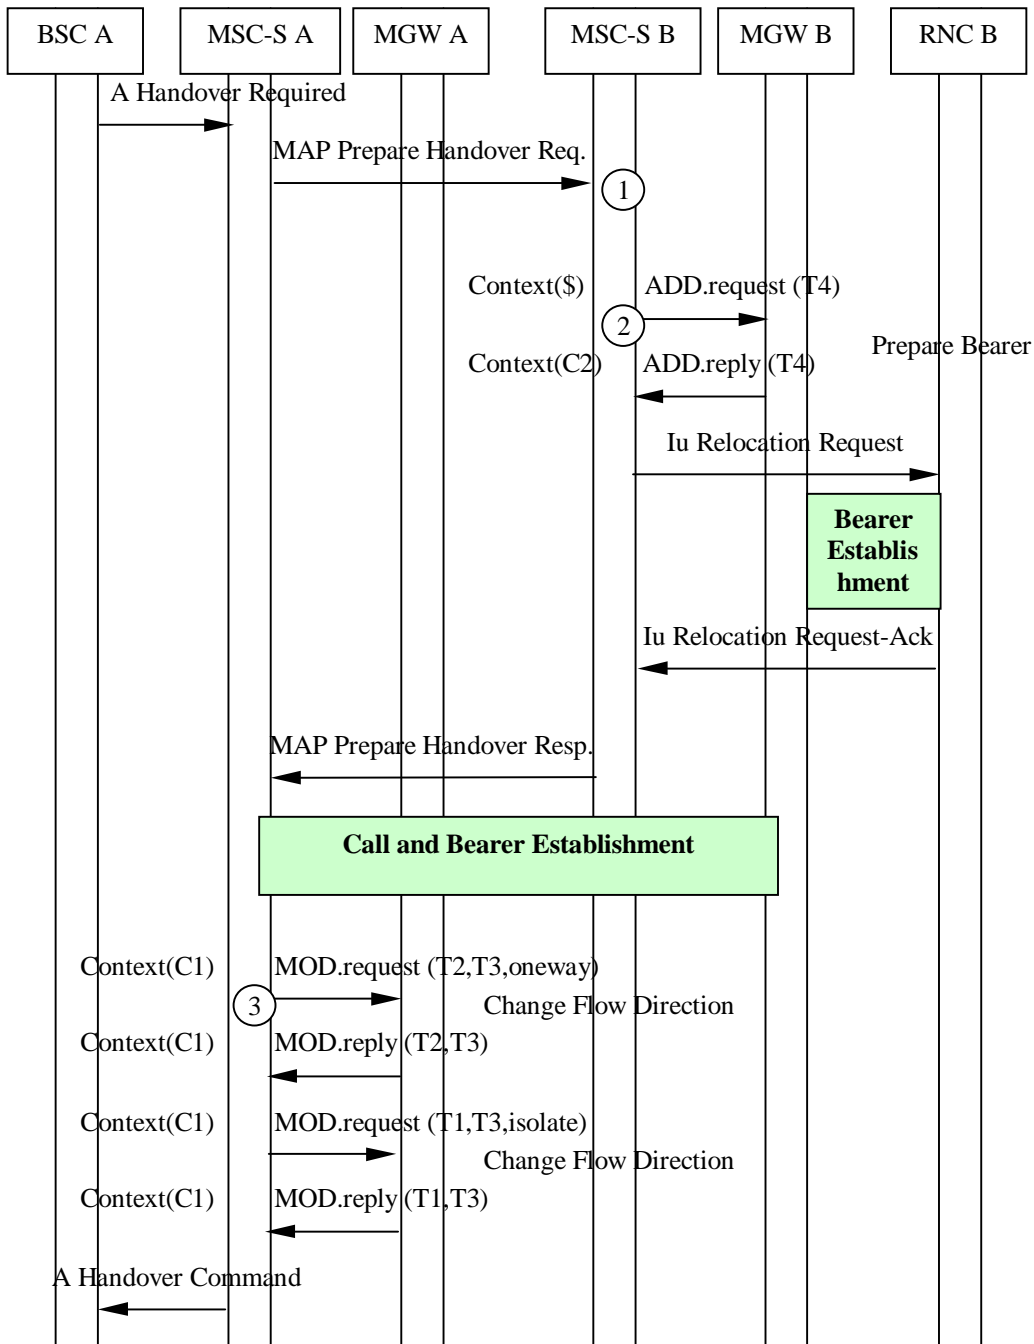 BSC A MSC-S A MGW A MSC-S B MGW B RNC B
A Handover Required
MAP Prepare Handover Req.
1
Context($) ADD.request (T4)
2
Prepare Bearer
Context(C2) ADD.reply (T4)
Iu Relocation Request
Bearer
Establis
hment
Iu Relocation Request-Ack
MAP Prepare Handover Resp.
Call and Bearer Establishment
Context(C1) MOD.request (T2,T3,oneway)
3
Change Flow Direction
Context(C1) MOD.reply (T2,T3)
Context(C1) MOD.request (T1,T3,isolate)
Change Flow Direction
Context(C1) MOD.reply (T1,T3)
A Handover Command